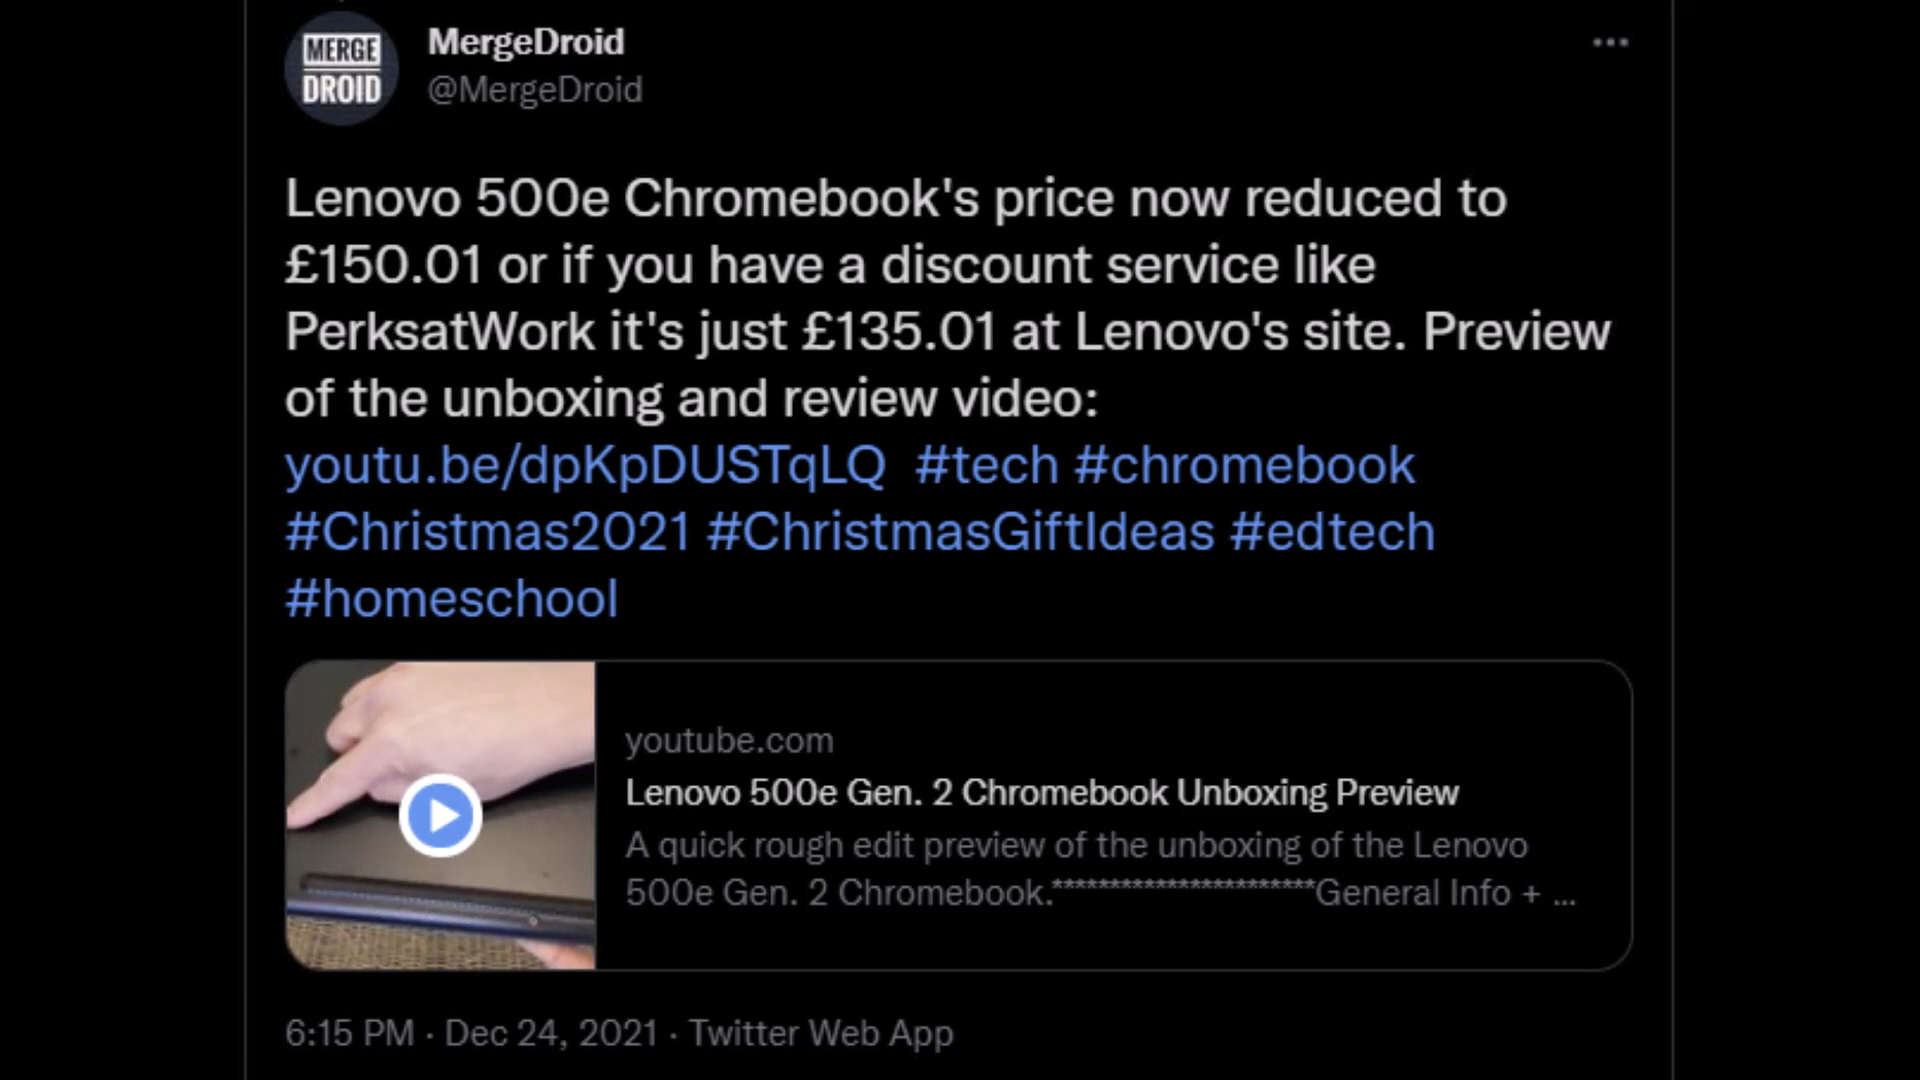 MERGE
DROID
MergeDroid
@MergeDroid
Lenovo 500e Chromebook's price now reduced to
£150.01 or if you have a discount service like
PerksatWork it's just £135.01 at Lenovo's site. Preview
of the unboxing and review video:
youtu.be/dpKpDUSTqLQ #tech #chromebook
#Christmas2021 #ChristmasGiftIdeas #edtech
#homeschool
youtube.com
Lenovo 500e Gen. 2 Chromebook Unboxing Preview
A quick rough edit preview of the unboxing of the Lenovo
500e Gen. 2 Chromebook.***********************General Info + ...
6:15 PM · Dec 24, 2021 · Twitter Web App